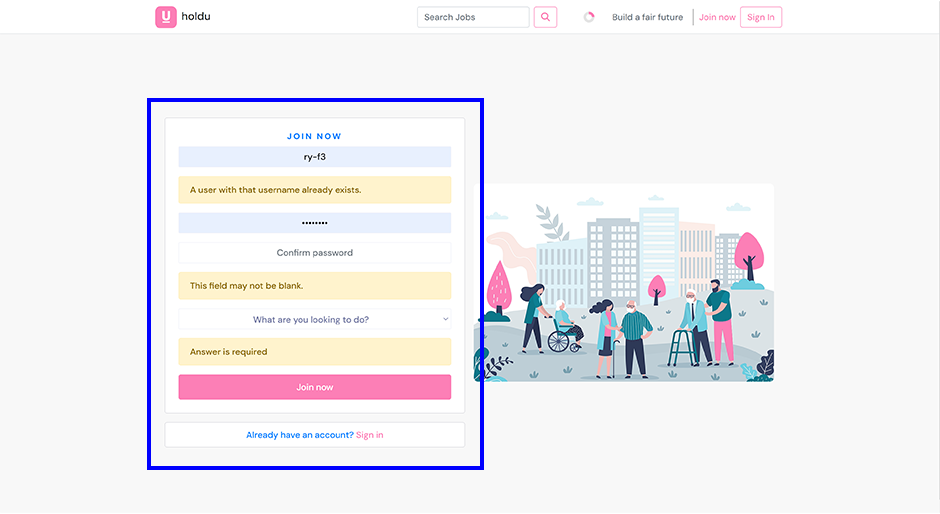 holdu
Search Jobs
Build a fair future
Join now
Sign In
JOIN NOW
ry-f3
A user with that username already exists.
••••••••
Confirm password
This field may not be blank.
What are you looking to do?
Answer is required
Join now
Already have an account? Sign in